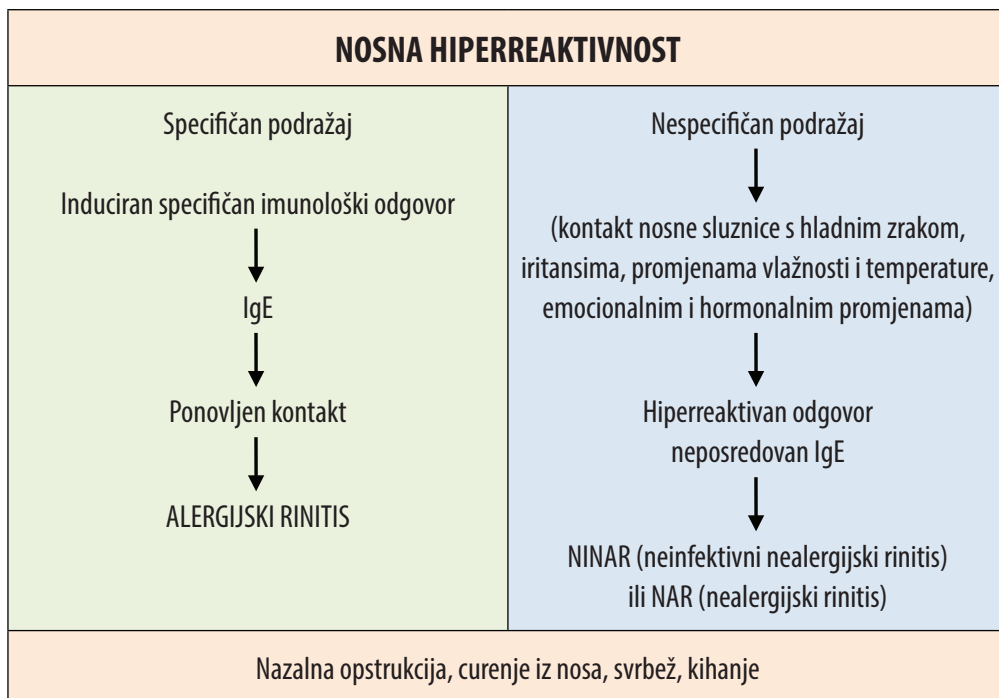 NOSNA HIPERREAKTIVNOST
Specifičan podražaj
Induciran specifičan imunološki odgovor
IgE
Ponovljen kontakt
ALERGIJSKI RINITIS
Nespecifičan podražaj
(kontakt nosne sluznice s hladnim zrakom,
iritansima, promjenama vlažnosti i temperature,
emocionalnim i hormonalnim promjenama)
Hiperreaktivan odgovor
neposredovan IgE
NINAR (neinfektivni nealergijski rinitis)
ili NAR (nealergijski rinitis)
Nazalna opstrukcija, curenje iz nosa, svrbež, kihanje